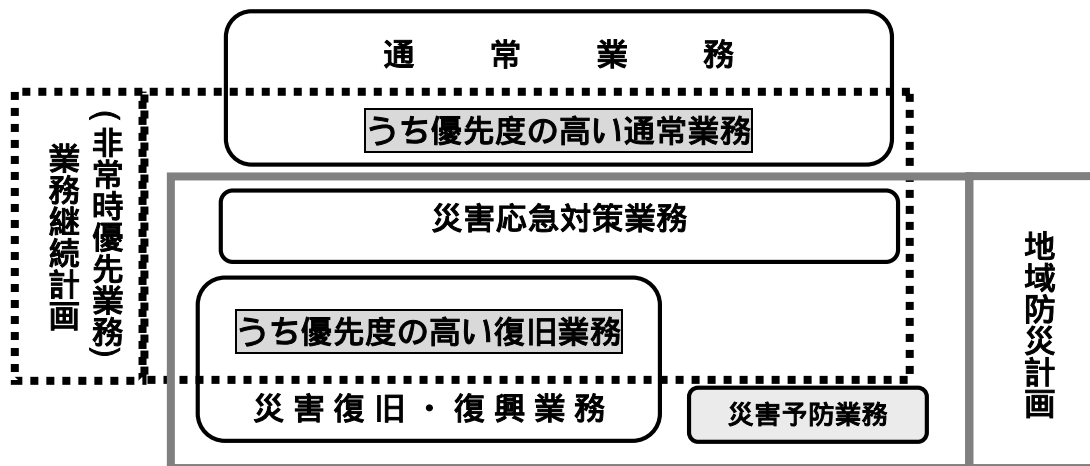 通常業務
うち優先度の高い通常業務
業務継続計画
(非常時優先業務)
災害応急対策業務
うち優先度の高い復旧業務
災害復旧・復興業務
災害予防業務
地域防災計画